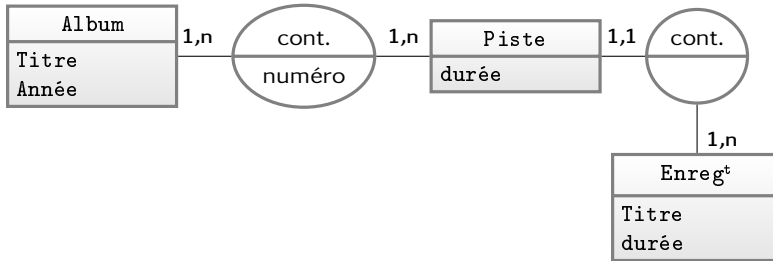 Album
Titre
Année
1,n
cont.
numéro
1,n
Piste
durée
1,1
cont.
1,n
Enregᵗ
Titre
durée